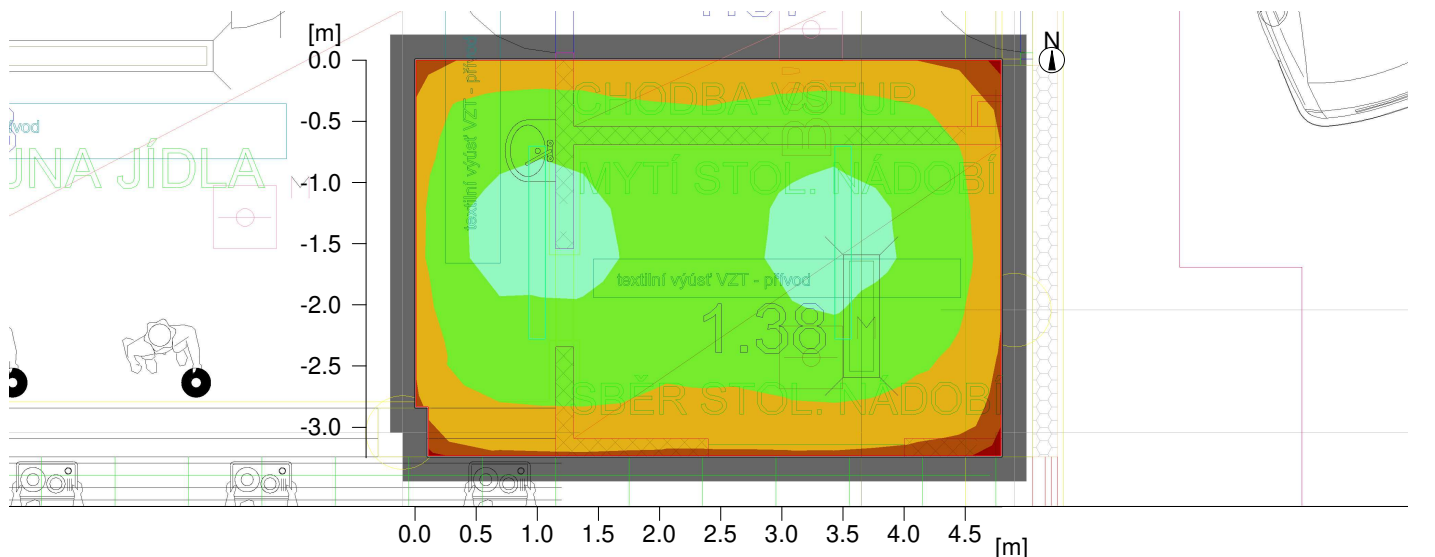 [m]
N
0.0
CHODBA-VSTUP
textilní výúsť VZT - přívod
vod
-0.5
JNA JÍDLA
-1.0
MYTÍ STOL. NÁDOBÍ
-1.5
textilní výúsť VZT - přívod
-2.0
1.38
M
-2.5
SBĚR STOL. NÁDOBÍ
-3.0
0.0 0.5 1.0 1.5 2.0 2.5 3.0 3.5 4.0 4.5 [m]